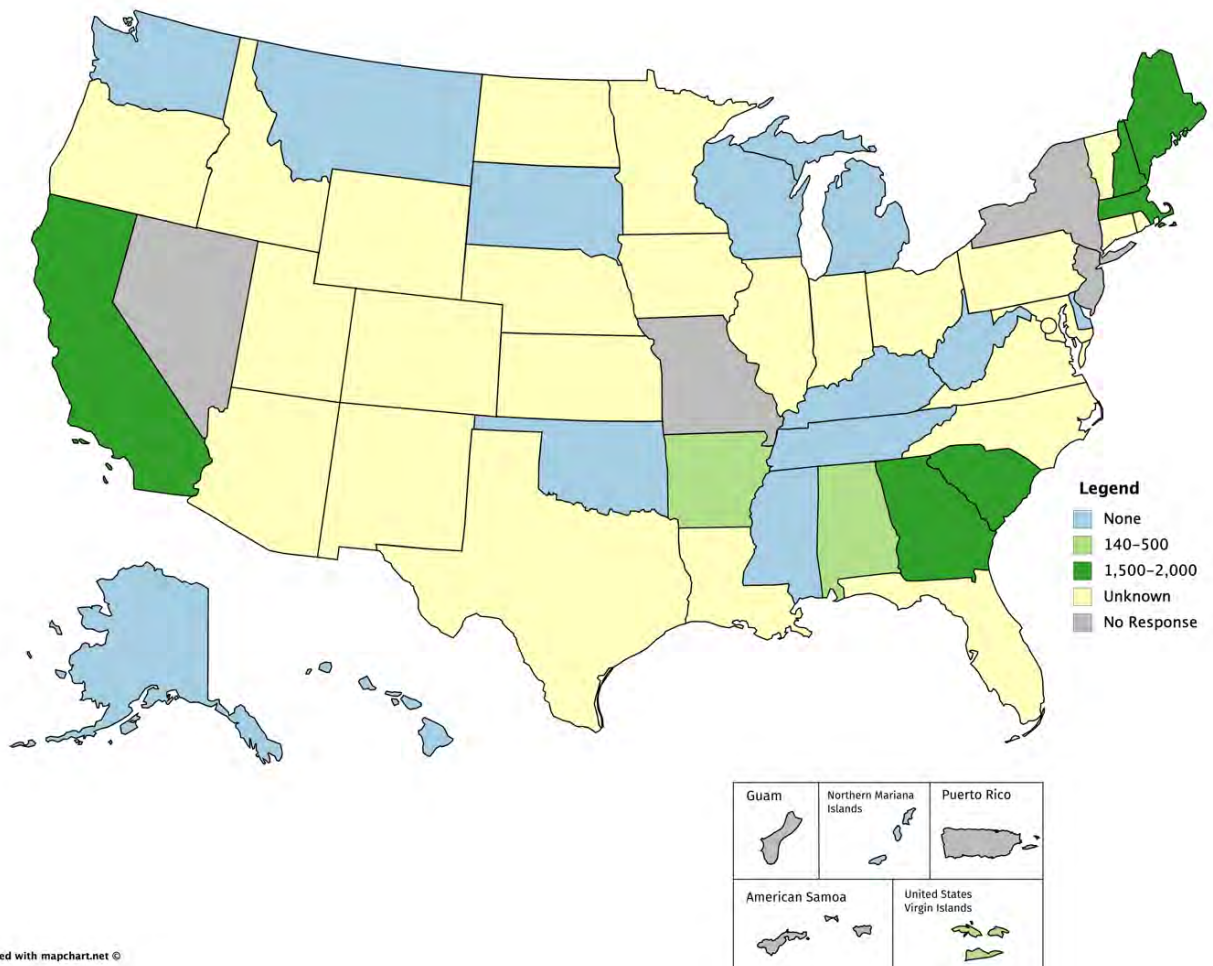 Legend
None
140–500
1,500–2,000
Unknown
No Response
Guam
Northern Mariana
Islands
Puerto Rico
American Samoa
United States
Virgin Islands
ed with mapchart.net ©